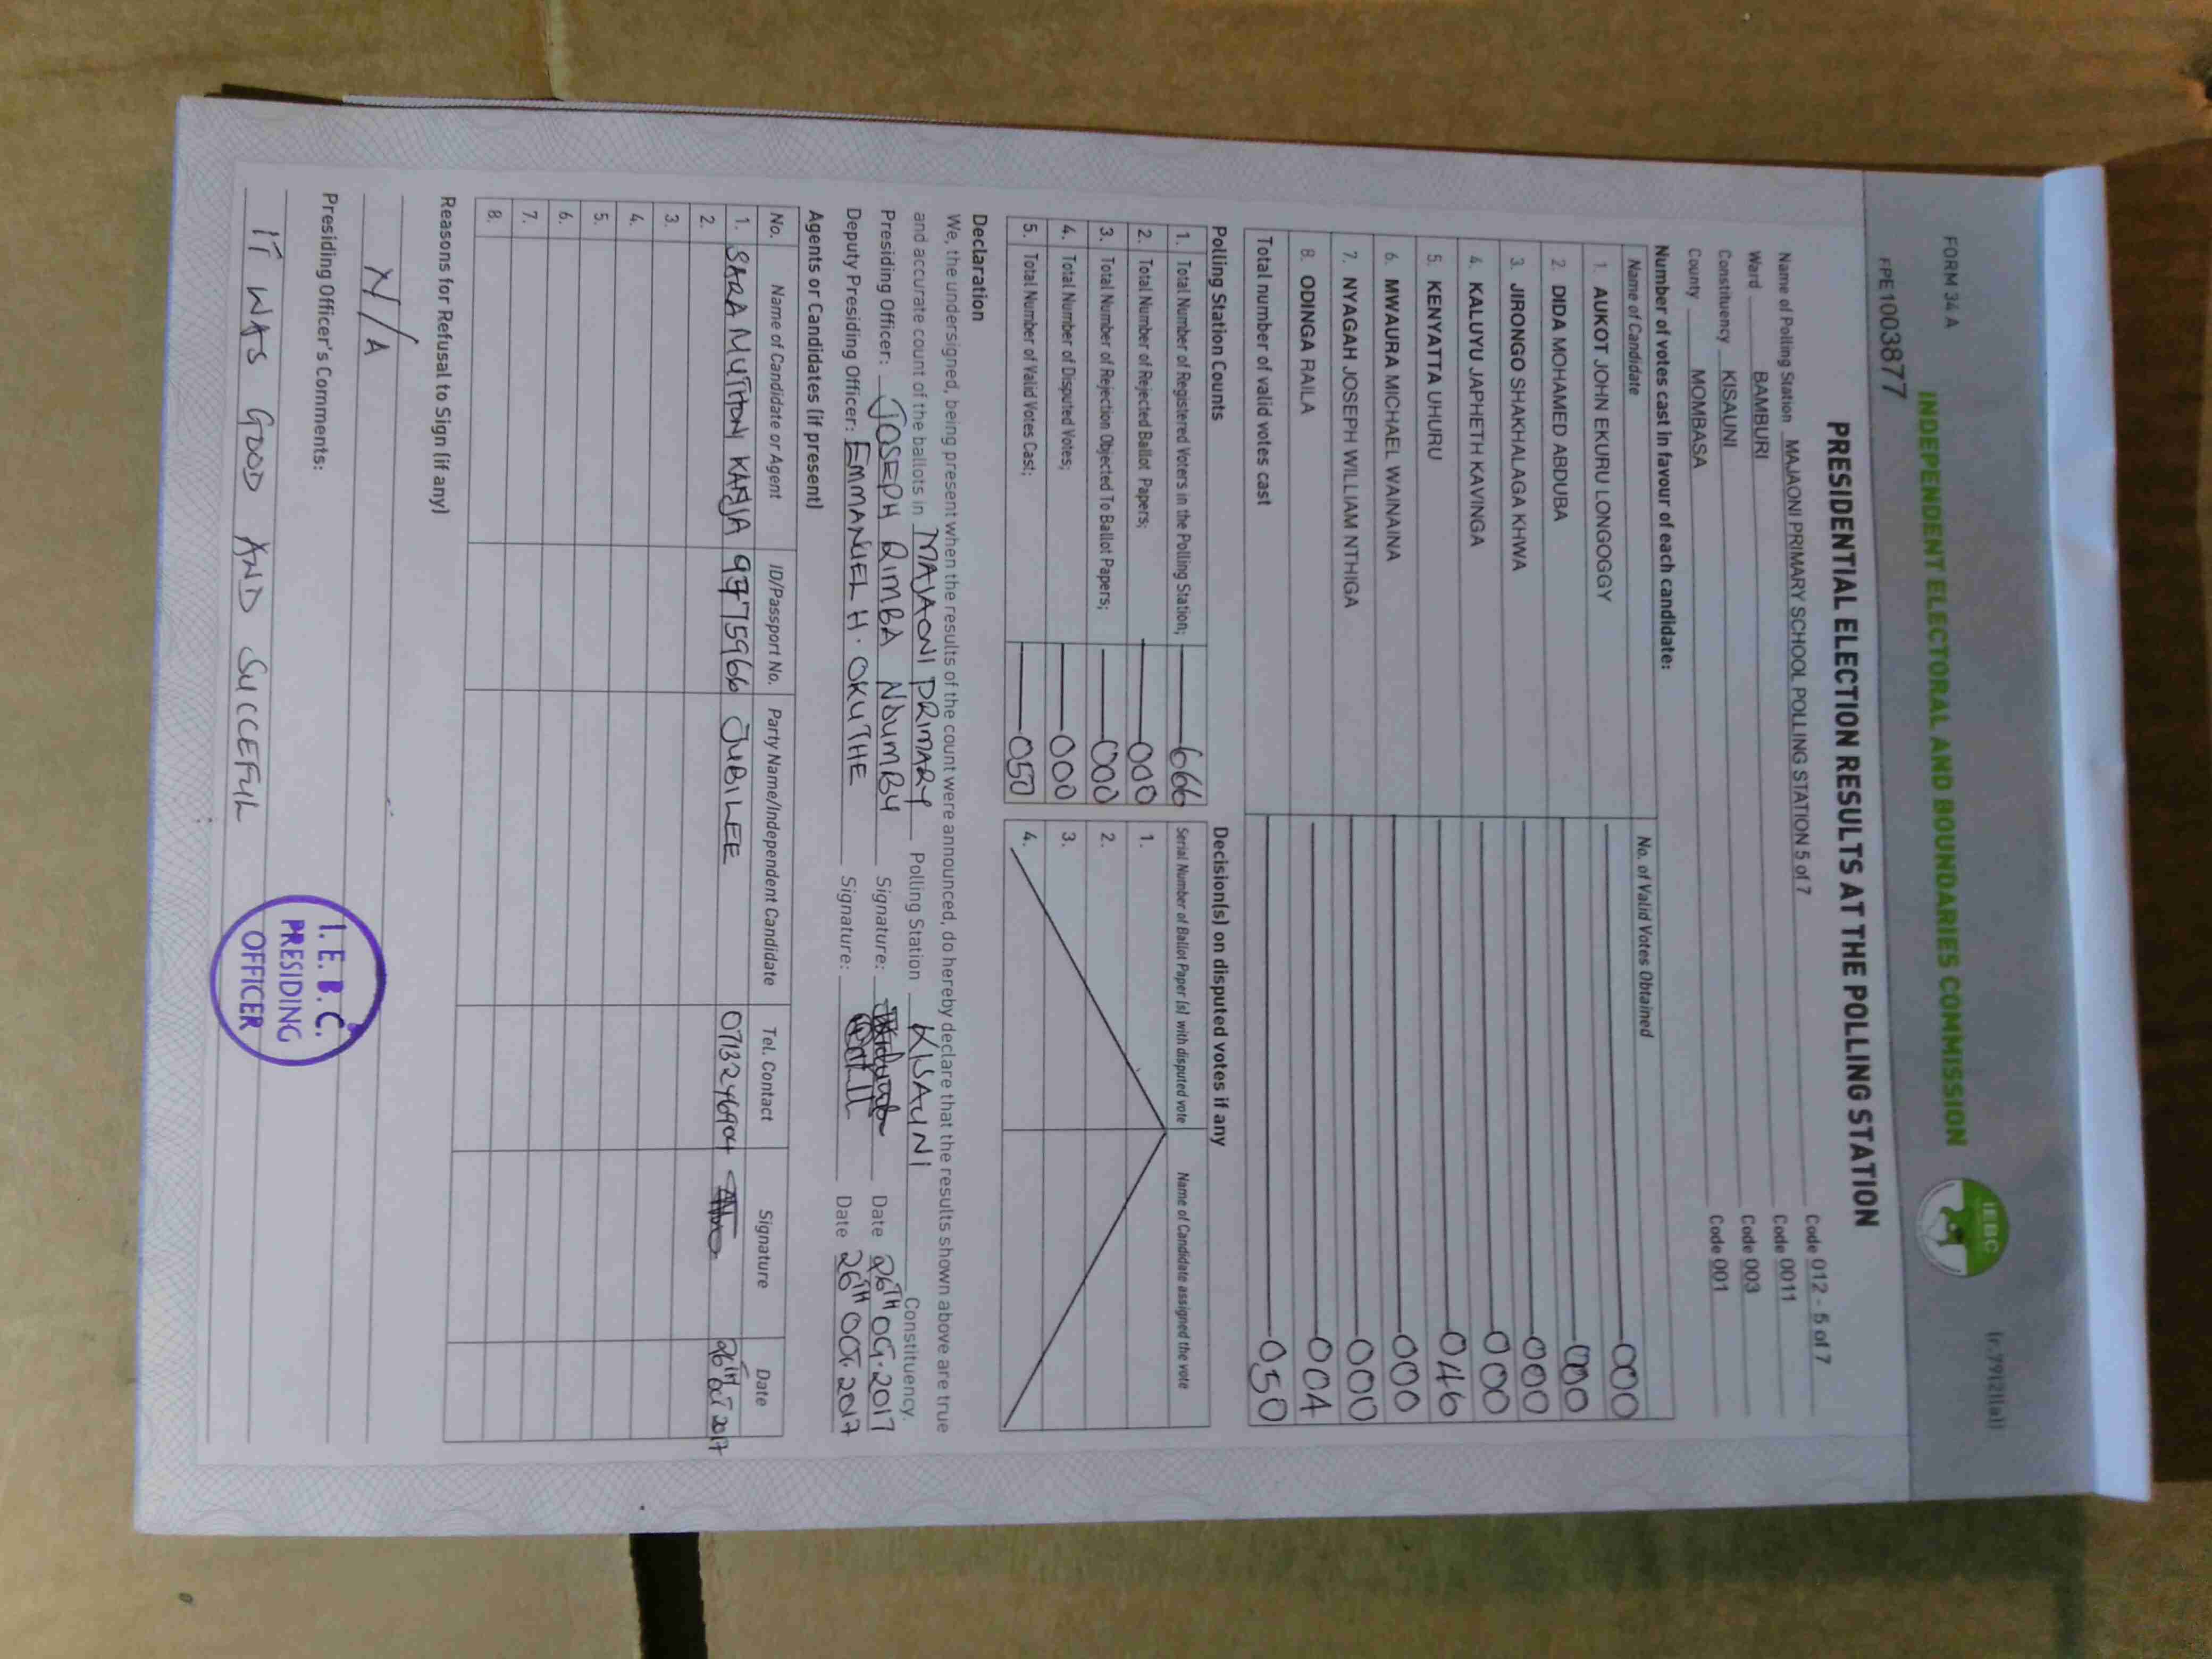 FORM 34 A
(r.79(2)(a))
INDEPENDENT ELECTORAL AND BOUNDARIES COMMISSION
IEBC
FPE1003877
PRESIDENTIAL ELECTION RESULTS AT THE POLLING STATION
Name of Polling Station MAJAONI PRIMARY SCHOOL POLLING STATION 5 of 7 Code 012 - 5 of 7
Ward BAMBURI Code 0011
Constituency KISAUNI Code 003
County MOMBASA Code 001
Number of votes cast in favour of each candidate:
Name of Candidate No. of Valid Votes Obtained
1. AUKOT JOHN EKURU LONGOGGY 000
2. DIDA MOHAMED ABDUBA 000
3. JIRONGO SHAKHALAGA KHWA 000
4. KALUYU JAPHETH KAVINGA 000
5. KENYATTA UHURU 046
6. MWAURA MICHAEL WAINAINA 000
7. NYAGAH JOSEPH WILLIAM NTHIGA 000
8. ODINGA RAILA 004
Total number of valid votes cast 050
Polling Station Counts Decision(s) on disputed votes if any
1. Total Number of Registered Voters in the Polling Station; 666 Serial Number of Ballot Paper (s) with disputed vote Name of Candidate assigned the vote
2. Total Number of Rejected Ballot Papers; 000 1.
3. Total Number of Rejection Objected To Ballot Papers; 000 2.
4. Total Number of Disputed Votes; 000 3.
5. Total Number of Valid Votes Cast; 050 4.
Declaration
We, the undersigned, being present when the results of the count were announced, do hereby declare that the results shown above are true
and accurate count of the ballots in MAJAONI PRIMARY Polling Station KISAUNI Constituency.
Presiding Officer: JOSEPH RIMBA NDUMBU Signature: Date 26TH OCT. 2017
Deputy Presiding Officer: EMMANUEL H. OKUTHE Signature: Date 26TH OCT. 2017
Agents or Candidates (if present)
No. Name of Candidate or Agent ID/Passport No. Party Name/Independent Candidate Tel. Contact Signature Date
1. SARA MUTTONI KANJA 97715966 JUBILEE 0713246904 26TH OCT 2017
2.
3.
4.
5.
6.
7.
8.
Reasons for Refusal to Sign (if any)
N/A
Presiding Officer's Comments:
IT WAS GOOD AND SUCCEFUL
I.E.B.C.
PRESIDING
OFFICER